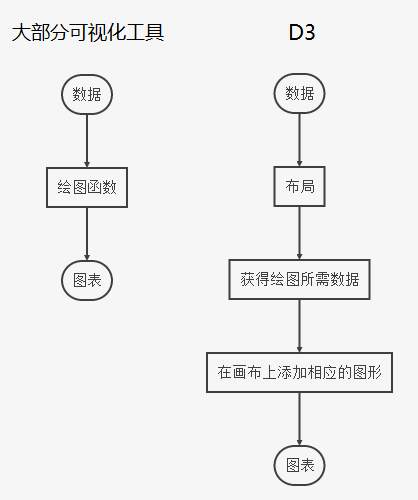 大部分可视化工具
D3
数据
绘图函数
图表
数据
布局
获得绘图所需数据
在画布上添加相应的图形
图表